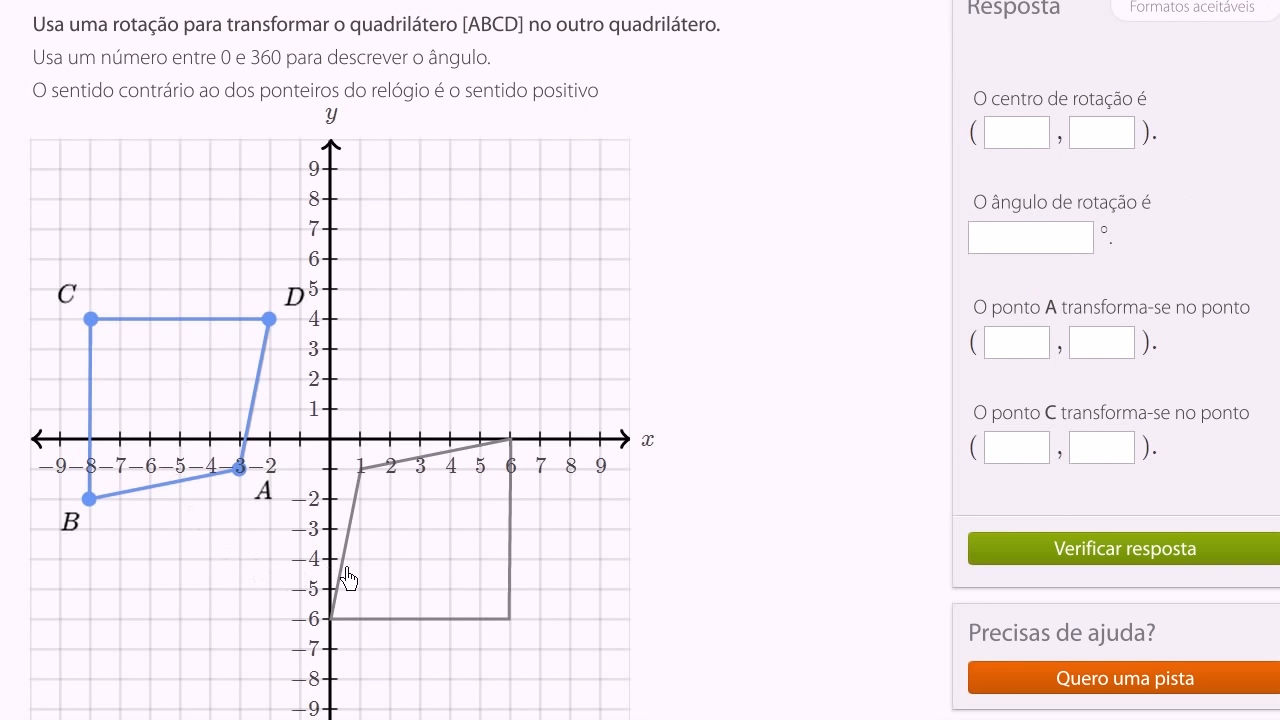 Usa uma rotação para transformar o quadrilátero [ABCD] no outro quadrilátero.
Usa um número entre 0 e 360 para descrever o ângulo.
O sentido contrário ao dos ponteiros do relógio é o sentido positivo
y
9
8
7
6
C
D
5
4
3
2
1
x
−9 −8 −7 −6 −5 −4 −3 −2 1 2 3 4 5 6 7 8 9
A
B
−2
−3
−4
−5
−6
−7
−8
−9
Resposta
Formatos aceitáveis
O centro de rotação é
( , ).
O ângulo de rotação é
°.
O ponto A transforma-se no ponto
( , ).
O ponto C transforma-se no ponto
( , ).
Verificar resposta
Precisas de ajuda?
Quero uma pista